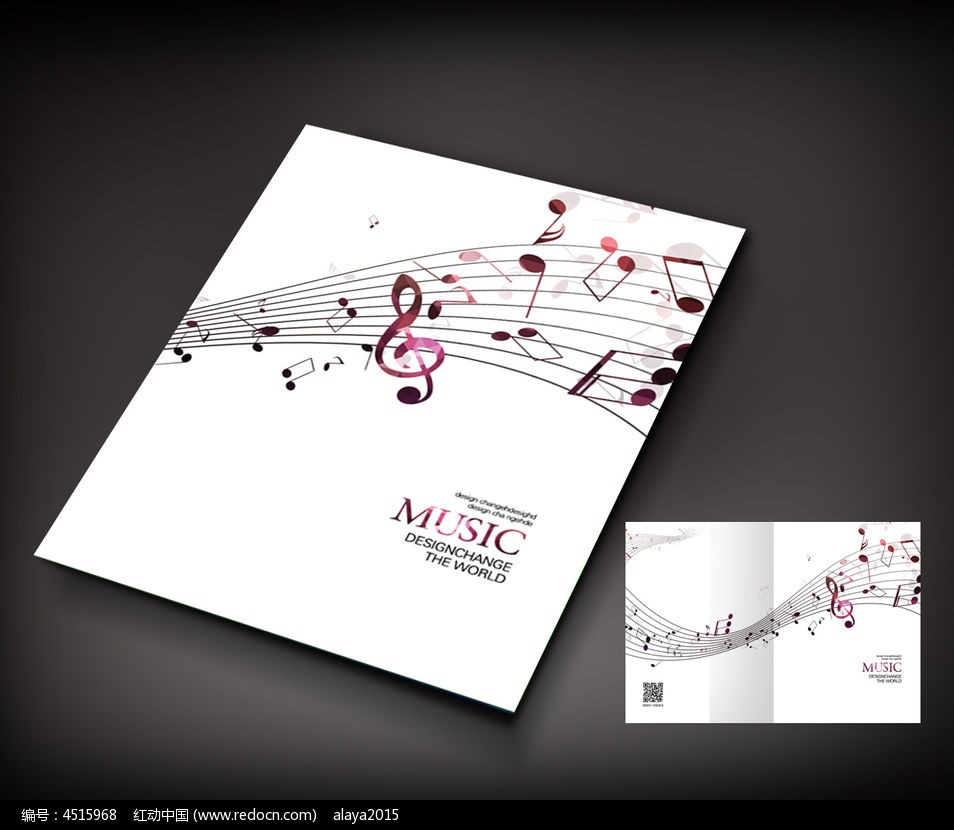 design changehdesighd
design cha ngehde
MUSIC
DESIGNCHANGE
THE WORLD
MUSIC
DESIGNCHANGE
THE WORLD
编号：4515968 红动中国 (www.redocn.com) alaya2015